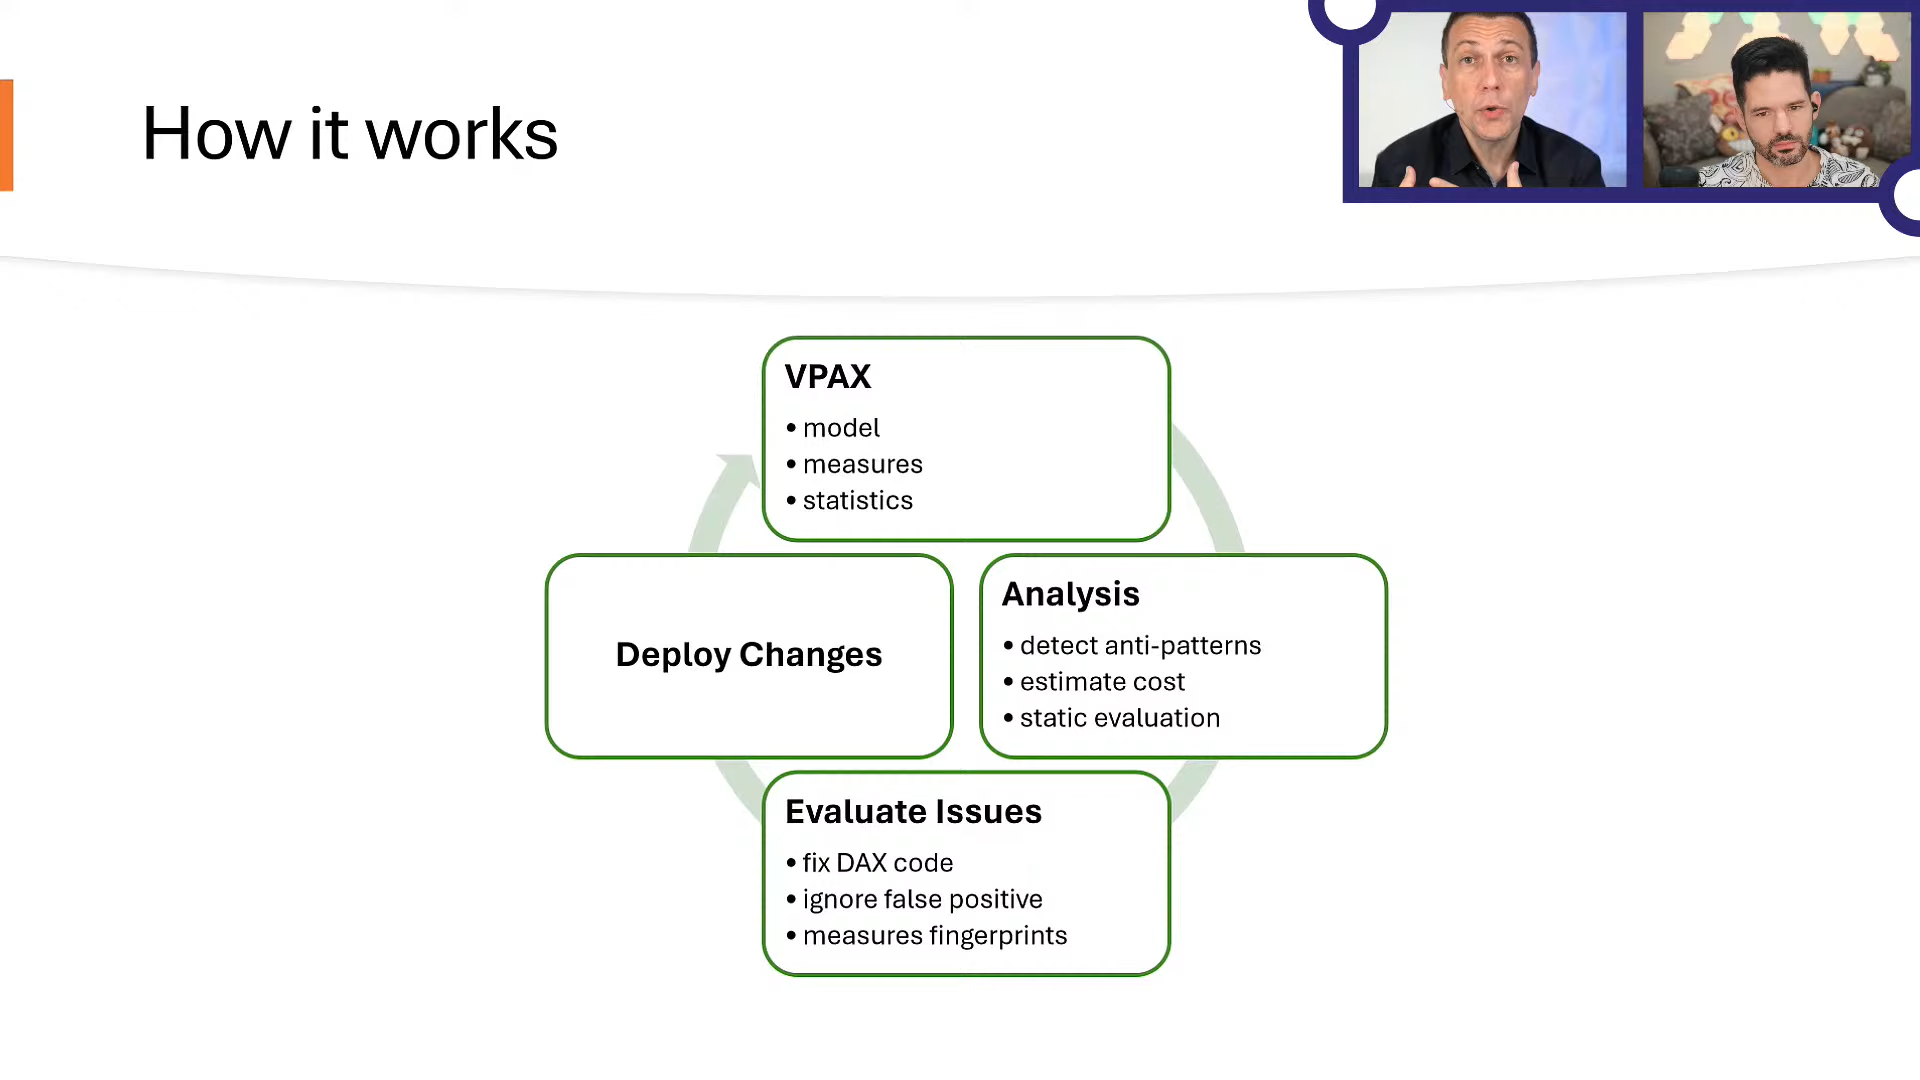 How it works
VPAX
• model
• measures
• statistics
Deploy Changes
Analysis
• detect anti-patterns
• estimate cost
• static evaluation
Evaluate Issues
• fix DAX code
• ignore false positive
• measures fingerprints